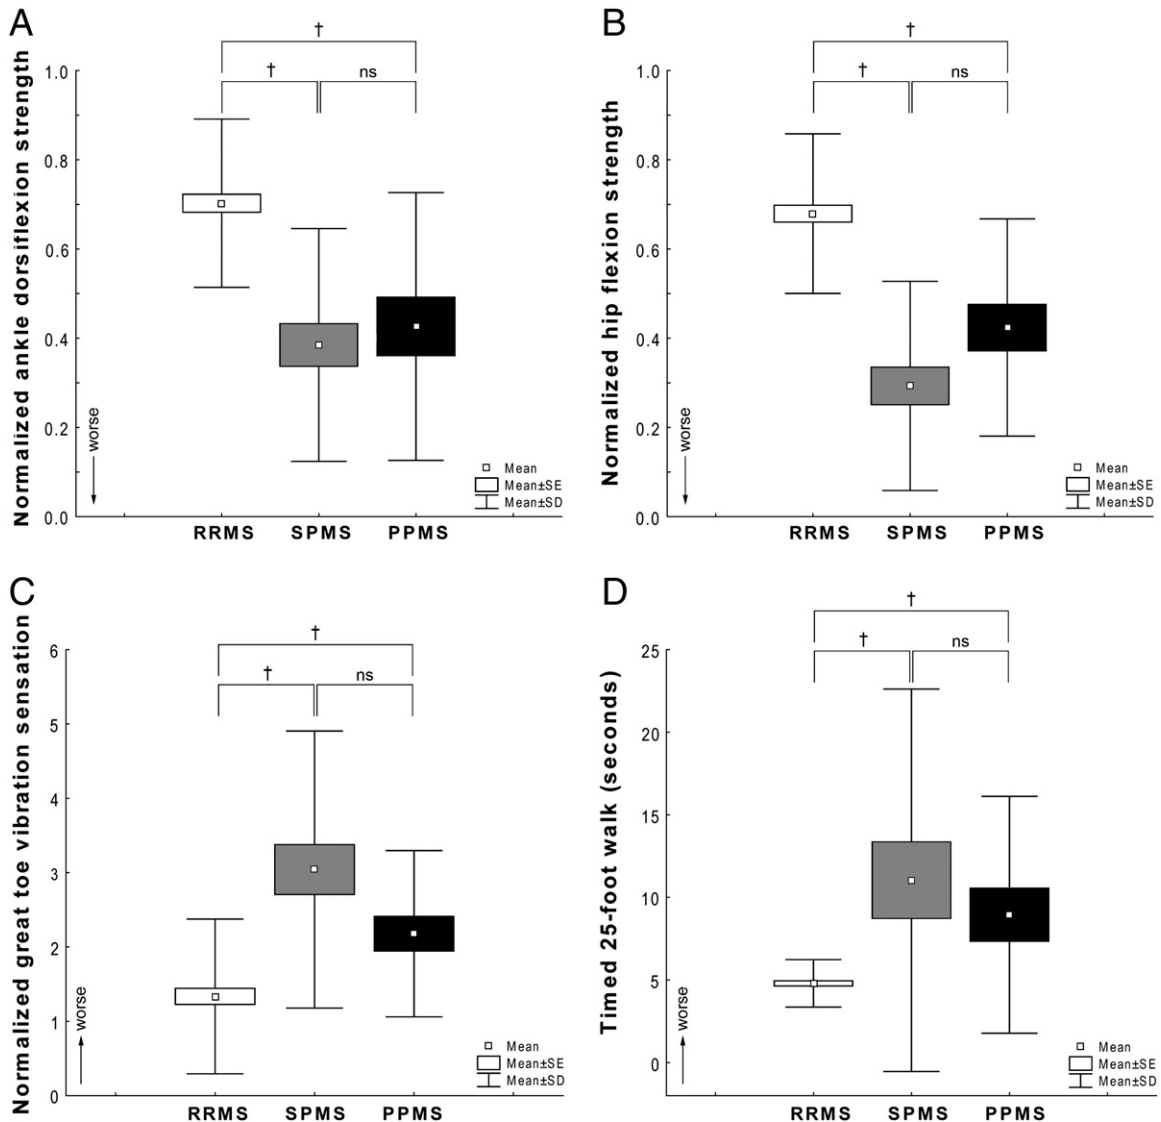 A
†
†
ns
Normalized ankle dorsiflexion strength
1.0
0.8
0.6
0.4
0.2
0.0
worse
Mean
Mean±SE
Mean±SD
RRMS SPMS PPMS
B
†
†
ns
Normalized hip flexion strength
1.0
0.8
0.6
0.4
0.2
0.0
worse
Mean
Mean±SE
Mean±SD
RRMS SPMS PPMS
C
†
†
ns
Normalized great toe vibration sensation
6
5
4
3
2
1
0
worse
Mean
Mean±SE
Mean±SD
RRMS SPMS PPMS
D
†
†
ns
Timed 25-foot walk (seconds)
25
20
15
10
5
0
worse
Mean
Mean±SE
Mean±SD
RRMS SPMS PPMS